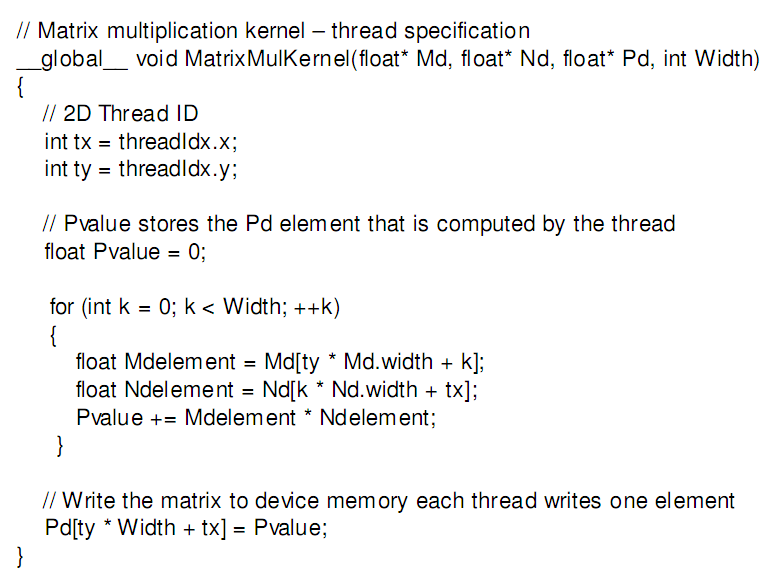 // Matrix multiplication kernel – thread specification
__global__ void MatrixMulKernel(float* Md, float* Nd, float* Pd, int Width)
{
// 2D Thread ID
int tx = threadIdx.x;
int ty = threadIdx.y;
// Pvalue stores the Pd element that is computed by the thread
float Pvalue = 0;
for (int k = 0; k < Width; ++k)
{
float Mdelement = Md[ty * Md.width + k];
float Ndelement = Nd[k * Nd.width + tx];
Pvalue += Mdelement * Ndelement;
}
// Write the matrix to device memory each thread writes one element
Pd[ty * Width + tx] = Pvalue;
}